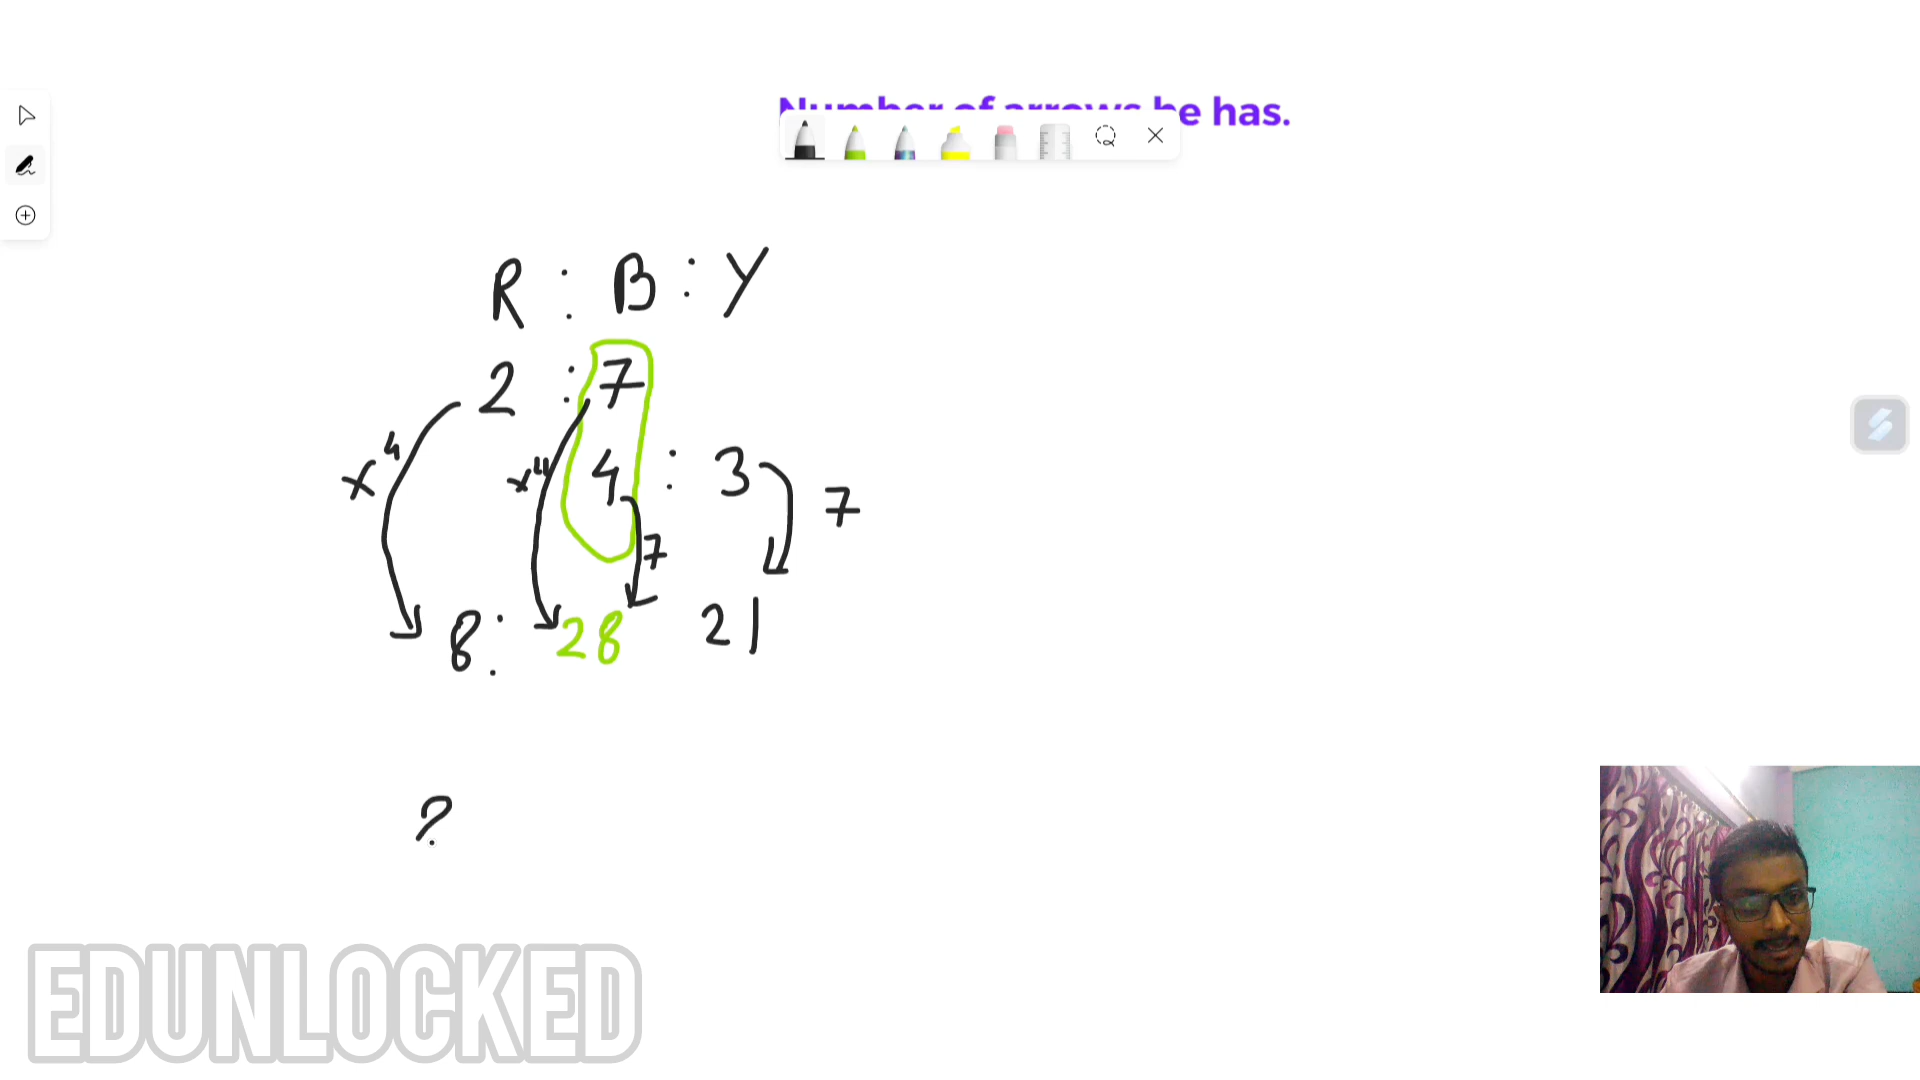 Number of arrows he has.
R : B : Y
2 : 7
4 : 3
x4 x4 7 7
8 : 28 21
?
EDUNLOCKED